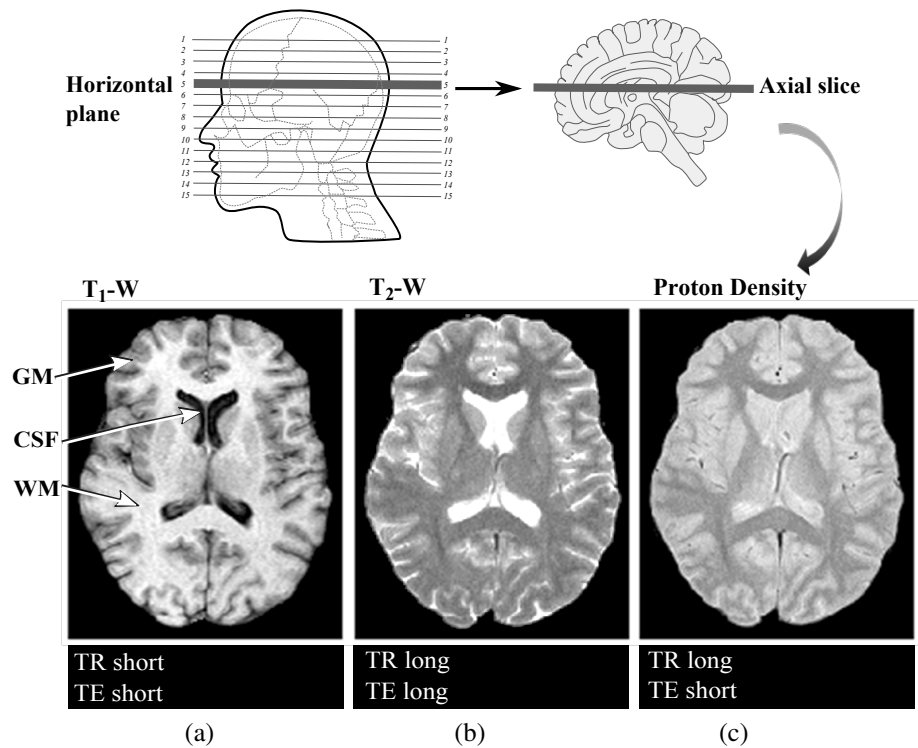 1 1
2 2
3 3
4 4
5 5
6 6
7 7
8 8
9 9
10 10
11 11
12 12
13 13
14 14
15 15
Horizontal
plane
Axial slice
T₁-W
T₂-W
Proton Density
GM
CSF
WM
TR short
TE short
TR long
TE long
TR long
TE short
(a)
(b)
(c)